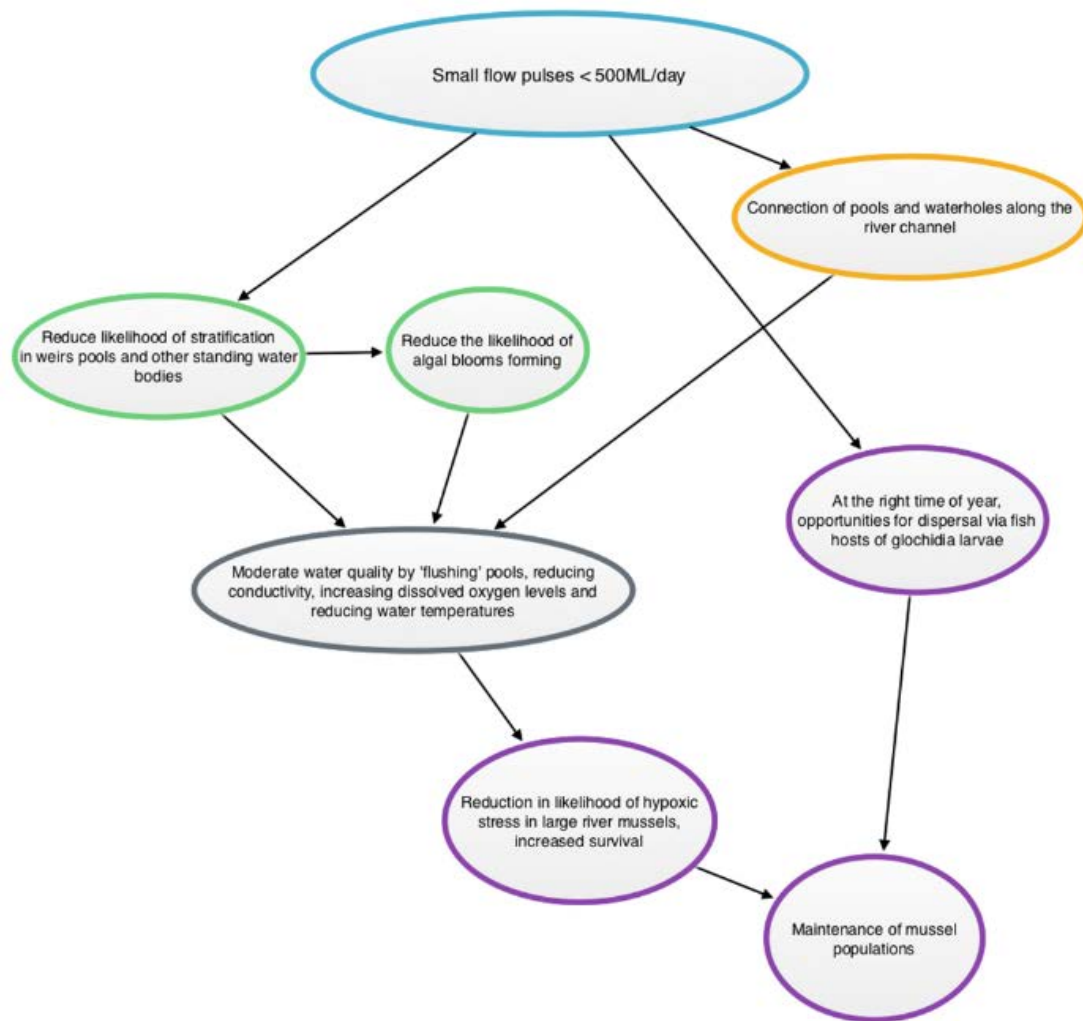 Small flow pulses < 500ML/day
Connection of pools and waterholes along the
river channel
Reduce likelihood of stratification
in weirs pools and other standing water
bodies
Reduce the likelihood of
algal blooms forming
At the right time of year,
opportunities for dispersal via fish
hosts of glochidia larvae
Moderate water quality by 'flushing' pools, reducing
conductivity, increasing dissolved oxygen levels and
reducing water temperatures
Reduction in likelihood of hypoxic
stress in large river mussels,
increased survival
Maintenance of mussel
populations